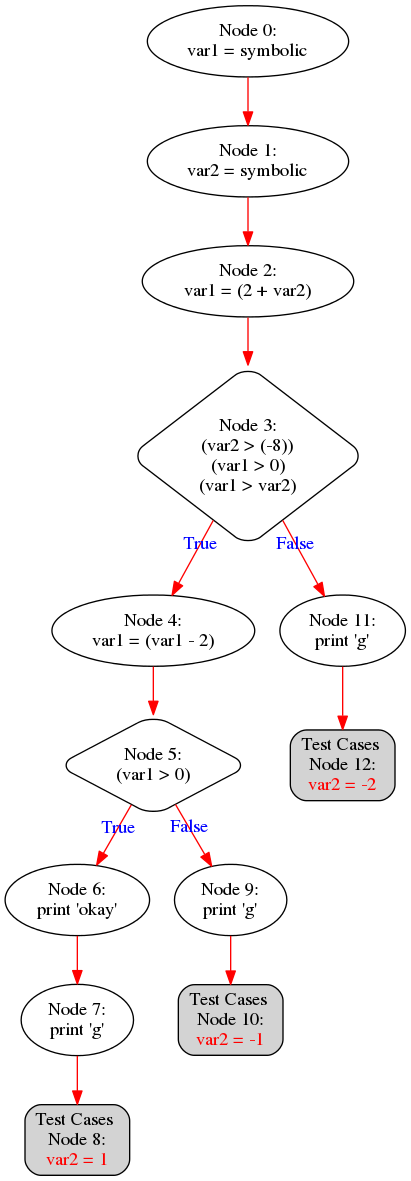 Node 0:
var1 = symbolic
Node 1:
var2 = symbolic
Node 2:
var1 = (2 + var2)
Node 3:
(var2 > (-8))
(var1 > 0)
(var1 > var2)
True
False
Node 4:
var1 = (var1 - 2)
Node 11:
print 'g'
Node 5:
(var1 > 0)
Test Cases
Node 12:
var2 = -2
True
False
Node 6:
print 'okay'
Node 9:
print 'g'
Node 7:
print 'g'
Test Cases
Node 10:
var2 = -1
Test Cases
Node 8:
var2 = 1